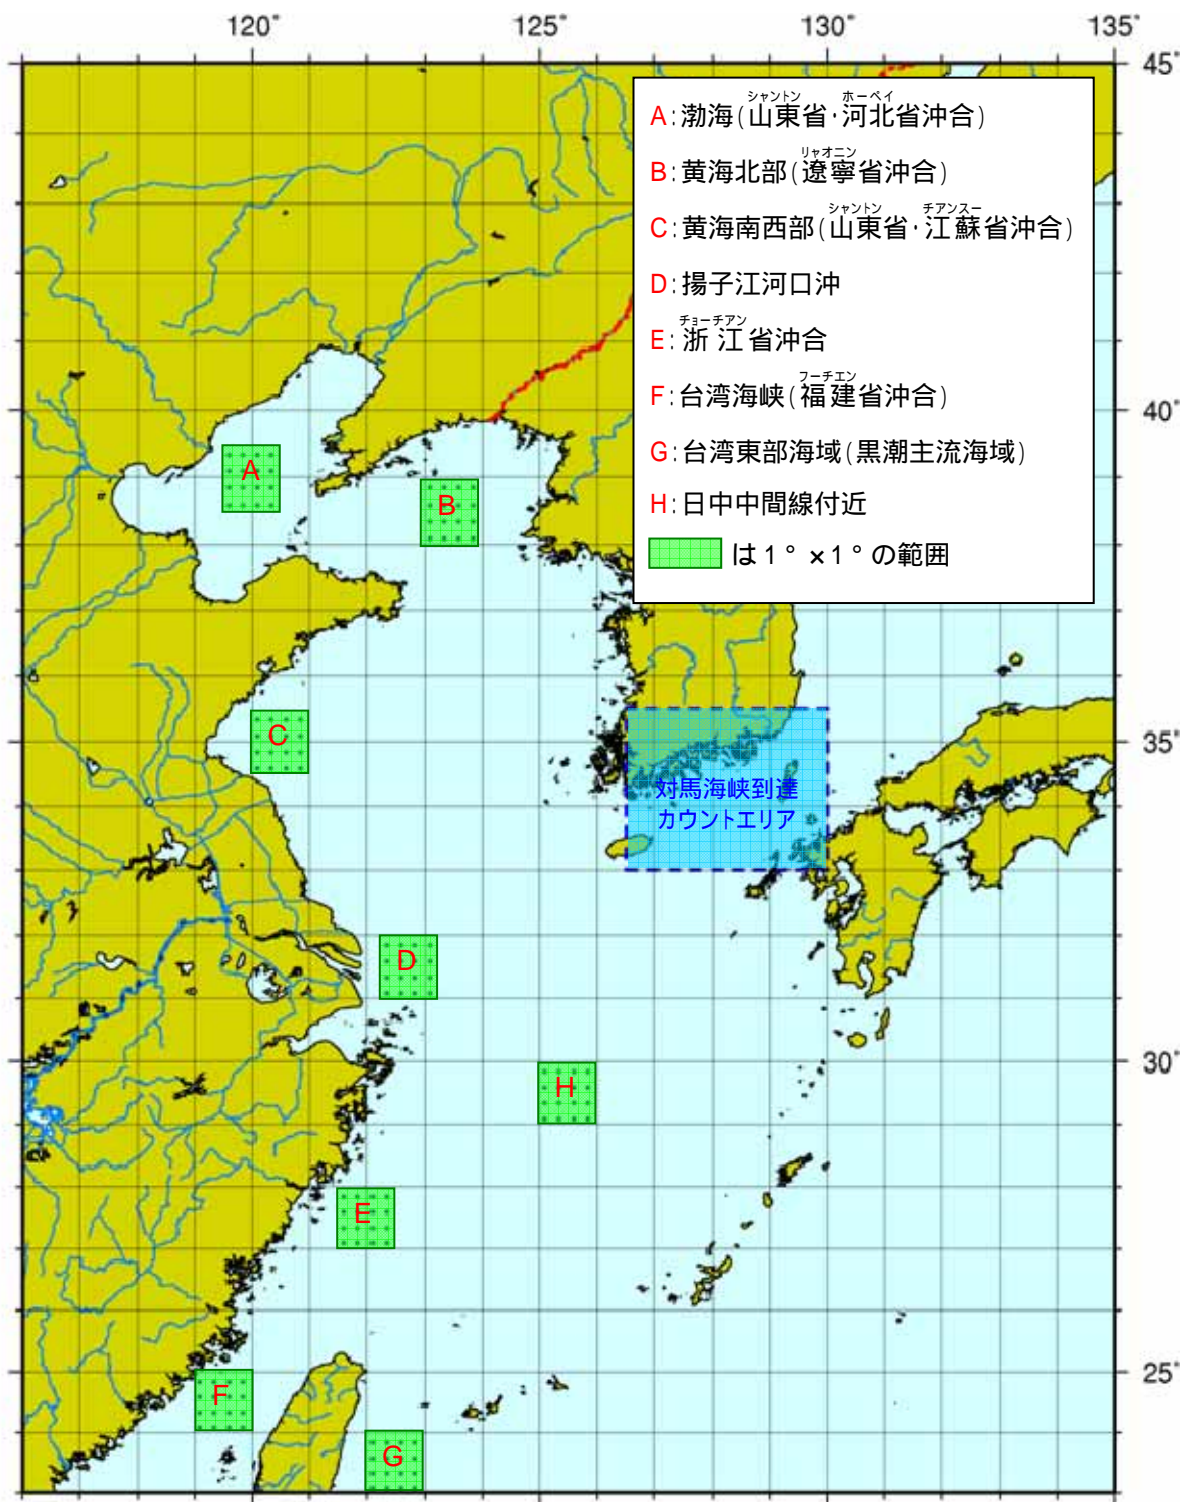 120° 125° 130° 135°
45°
シャントン ホーペイ
A:渤海(山東省・河北省沖合)
リャオニン
B:黄海北部(遼寧省沖合)
シャントン チアンスー
C:黄海南西部(山東省・江蘇省沖合)
D:揚子江河口沖
チョーチアン
E:浙江省沖合
フーチエン
F:台湾海峡(福建省沖合)
G:台湾東部海域(黒潮主流海域)
H:日中中間線付近
は1°×1°の範囲
40°
A
B
C
35°
対馬海峡到達
カウントエリア
D
30°
H
E
25°
F
G